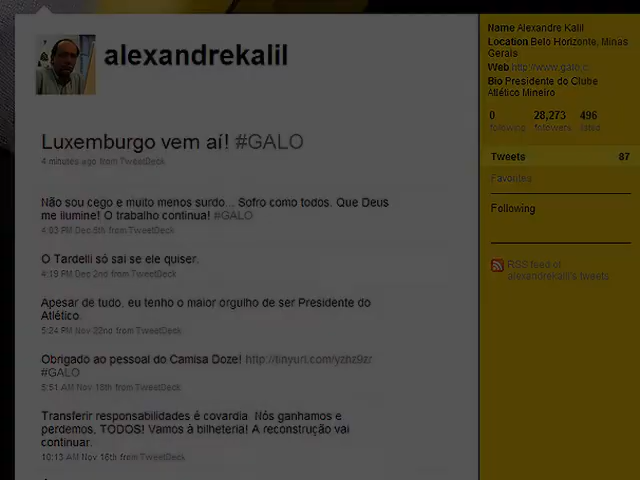 alexandrekalil
Luxemburgo vem aí! #GALO
4 minutes ago from TweetDeck
Não sou cego e muito menos surdo... Sofro como todos. Que Deus
me ilumine! O trabalho continua! #GALO
4:03 PM Dec 6th from TweetDeck
O Tardelli só sai se ele quiser.
4:19 PM Dec 2nd from TweetDeck
Apesar de tudo, eu tenho o maior orgulho de ser Presidente do
Atlético.
5:24 PM Nov 22nd from TweetDeck
Obrigado ao pessoal do Camisa Doze! http://tinyurl.com/yzhz9zr
#GALO
5:51 AM Nov 18th from TweetDeck
Transferir responsabilidades é covardia. Nós ganhamos e
perdemos, TODOS! Vamos à bilheteria! A reconstrução vai
continuar.
10:13 AM Nov 16th from TweetDeck
Name Alexandre Kalil
Location Belo Horizonte, Minas
Gerais
Web http://www.galo.c...
Bio Presidente do Clube
Atlético Mineiro
0 28,273 496
following followers listed
Tweets 87
Favorites
Following
RSS feed of
alexandrekalil's tweets